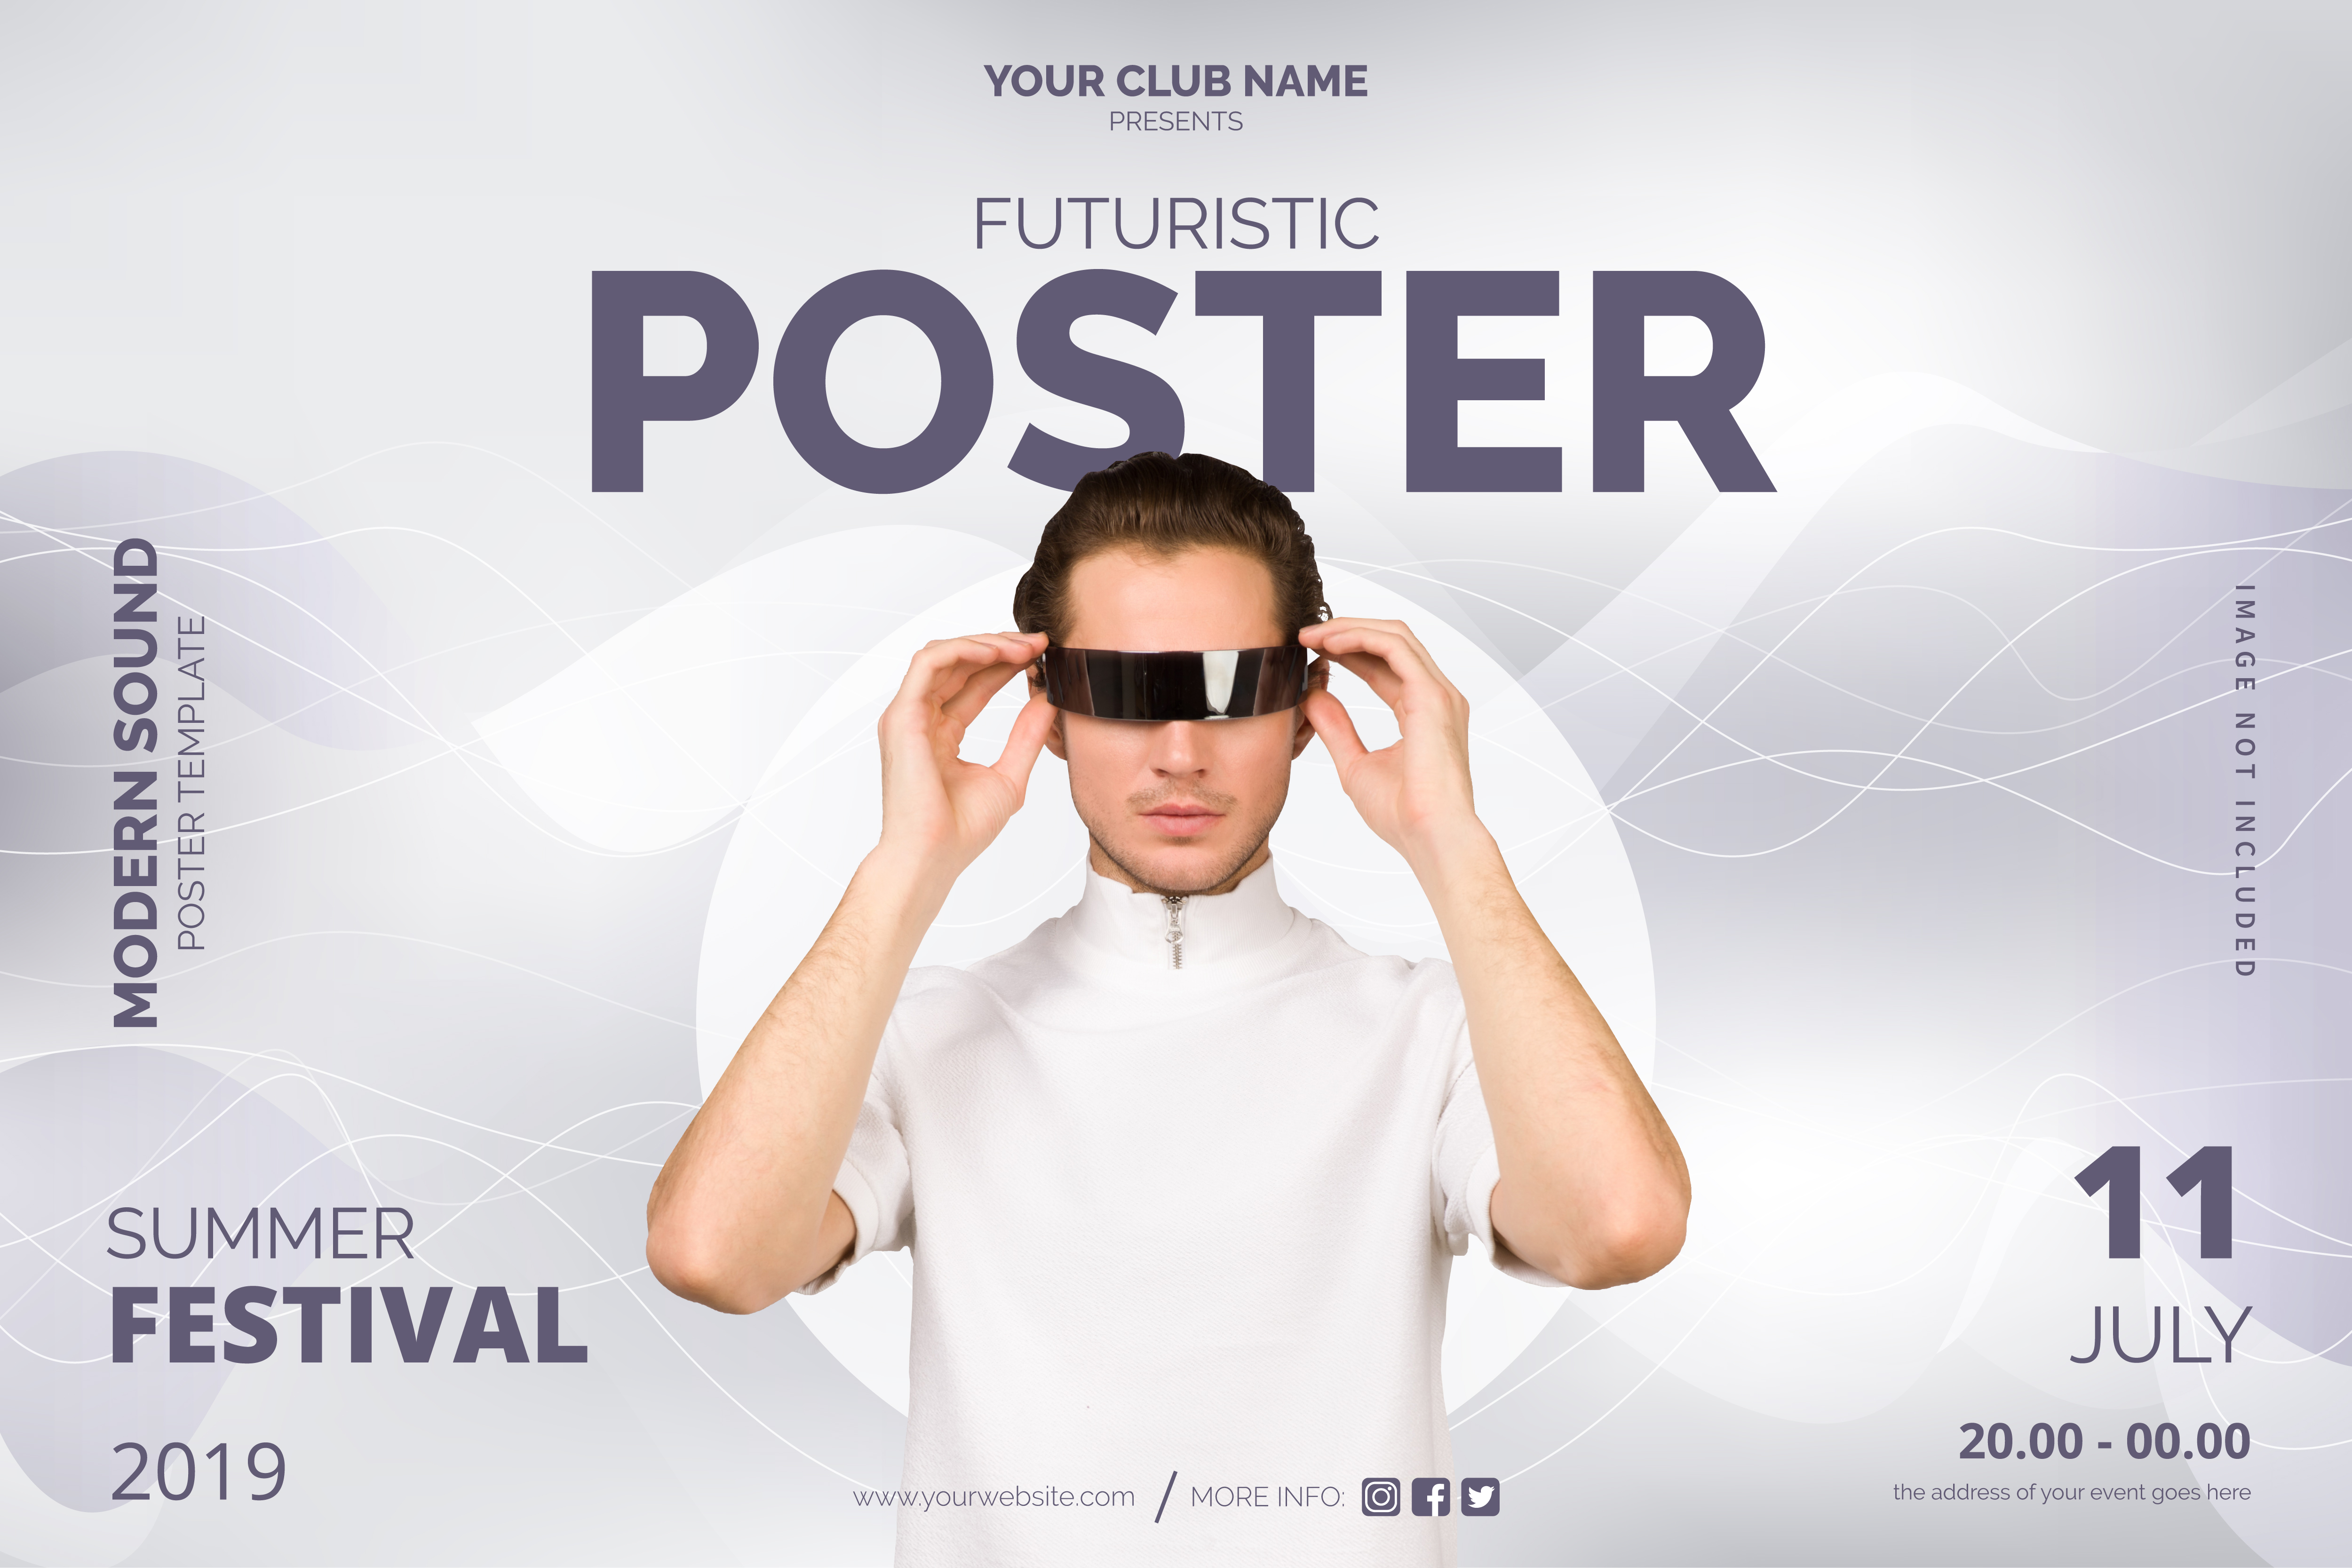 YOUR CLUB NAME
PRESENTS
FUTURISTIC
POSTER
MODERN SOUND
POSTER TEMPLATE
IMAGE NOT INCLUDED
SUMMER
FESTIVAL
2019
11
JULY
20.00 - 00.00
the address of your event goes here
www.yourwebsite.com / MORE INFO: